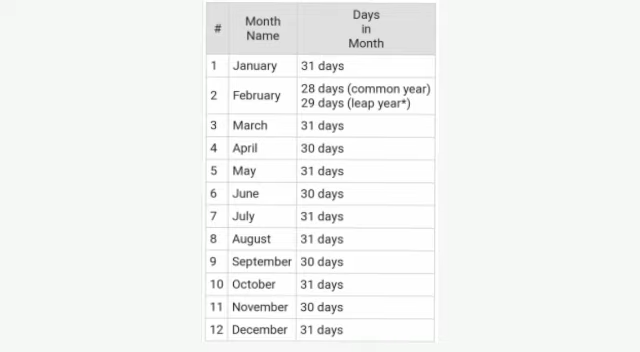 # Month Name Days in Month
1 January 31 days
2 February 28 days (common year)
29 days (leap year*)
3 March 31 days
4 April 30 days
5 May 31 days
6 June 30 days
7 July 31 days
8 August 31 days
9 September 30 days
10 October 31 days
11 November 30 days
12 December 31 days